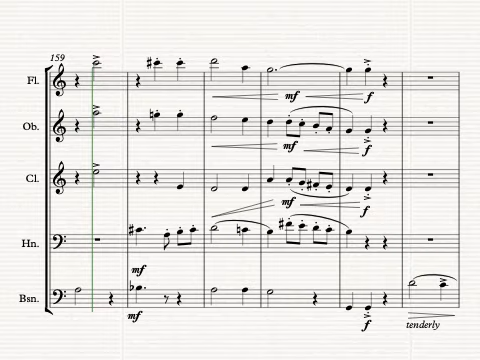 159
Fl.
mf f
Ob.
mf f
Cl.
mf f
Hn.
mf
Bsn.
mf f tenderly